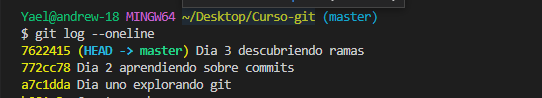 Yael@andrew-18 MINGW64 ~/Desktop/Curso-git (master)
$ git log --oneline
7622415 (HEAD -> master) Dia 3 descubriendo ramas
772cc78 Dia 2 aprendiendo sobre commits
a7c1dda Dia uno explorando git